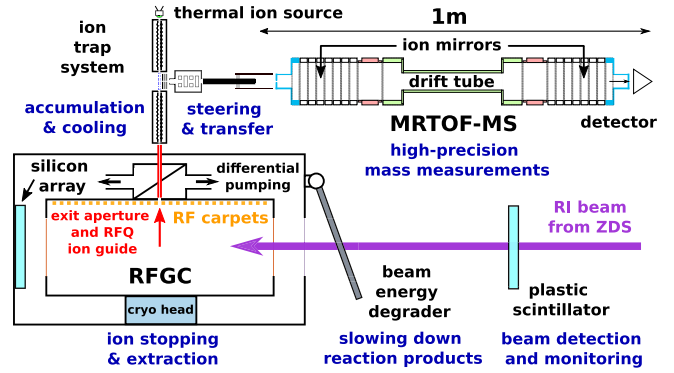 thermal ion source
1m
ion
trap
system
ion mirrors
drift tube
accumulation
& cooling
steering
& transfer
MRTOF-MS
detector
high-precision
mass measurements
silicon
array
differential
pumping
exit aperture
and RFQ
ion guide
RF carpets
RI beam
from ZDS
RFGC
beam
energy
degrader
plastic
scintillator
cryo head
ion stopping
& extraction
slowing down
reaction products
beam detection
and monitoring